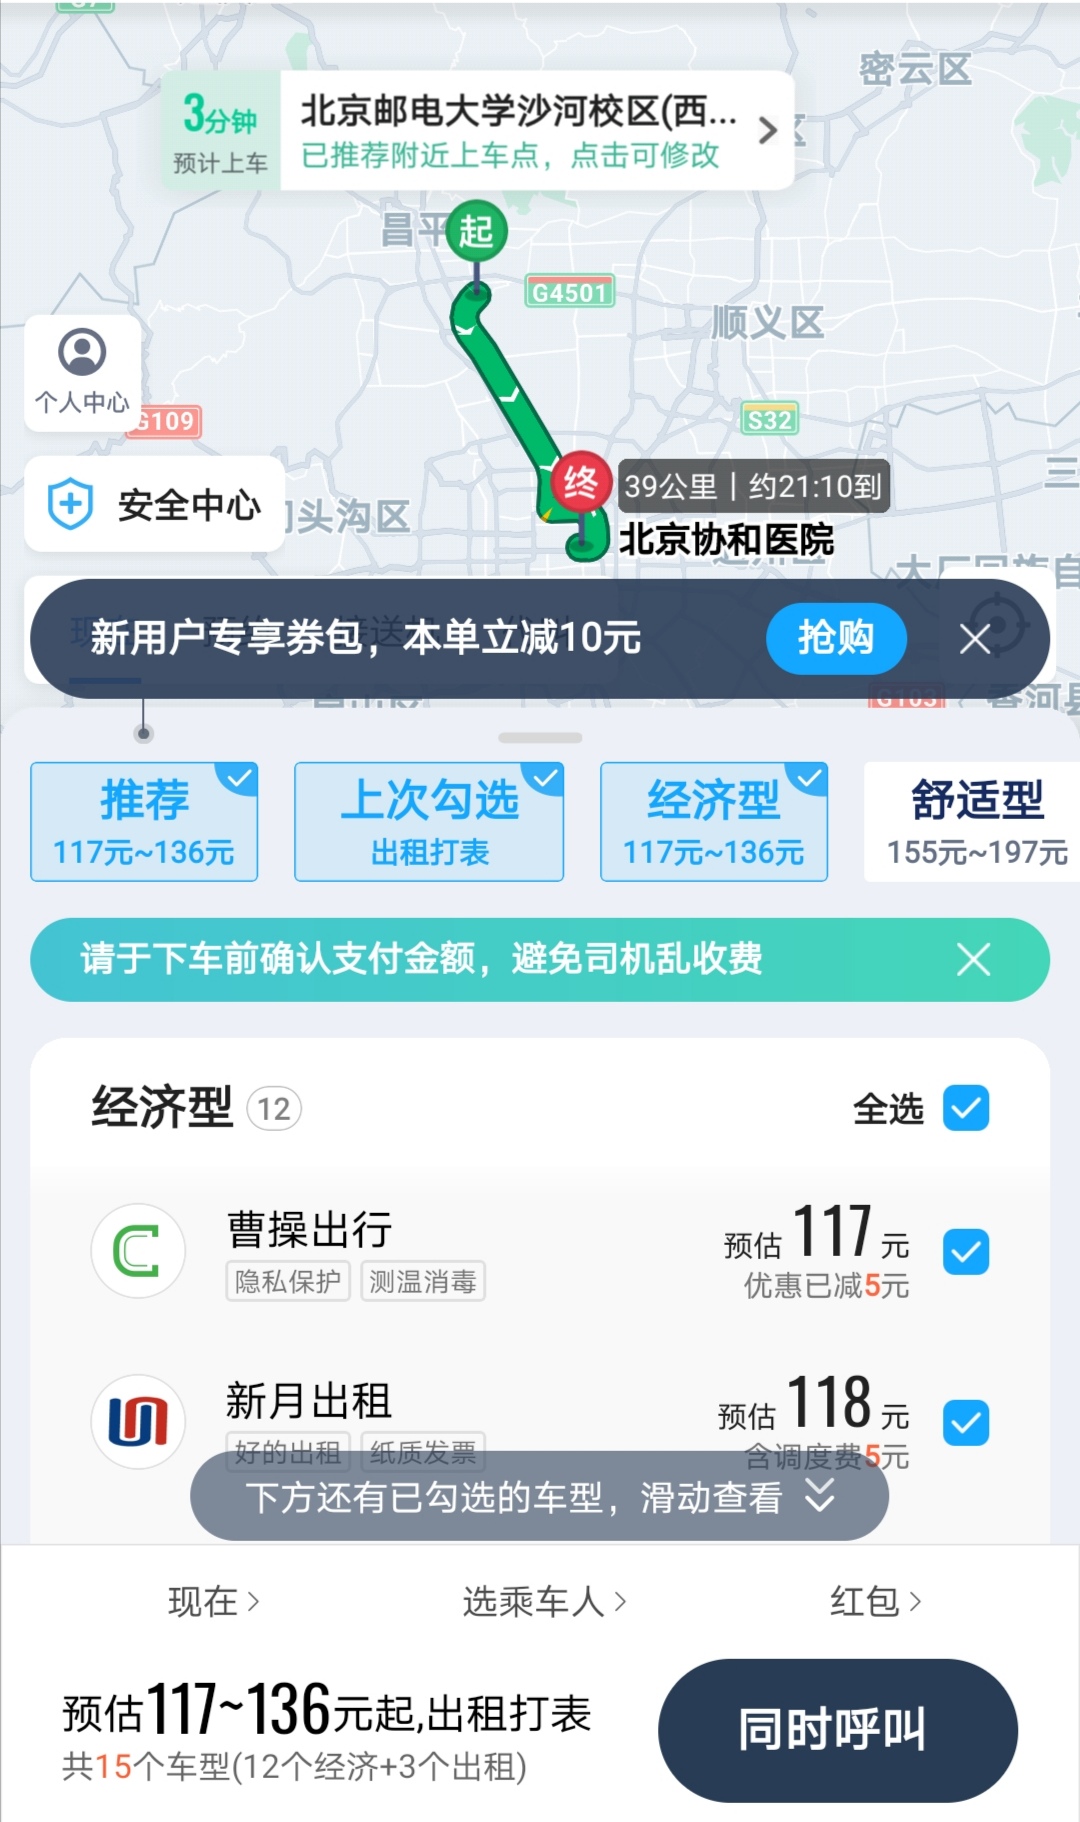 密云区
3分钟
预计上车
北京邮电大学沙河校区(西...
已推荐附近上车点，点击可修改
昌平
起
G4501
顺义区
个人中心
G109
S32
安全中心
门头沟区
终
39公里|约21:10到
北京协和医院
三
新用户专享券包，本单立减10元
抢购
G103
香河县
推荐
117元~136元
上次勾选
出租打表
经济型
117元~136元
舒适型
155元~197元
请于下车前确认支付金额，避免司机乱收费
经济型 12
全选
曹操出行
隐私保护 测温消毒
预估117元
优惠已减5元
新月出租
好的出租 纸质发票
预估118元
含调度费5元
下方还有已勾选的车型，滑动查看
现在
选乘车人
红包
预估117~136元起,出租打表
共15个车型(12个经济+3个出租)
同时呼叫